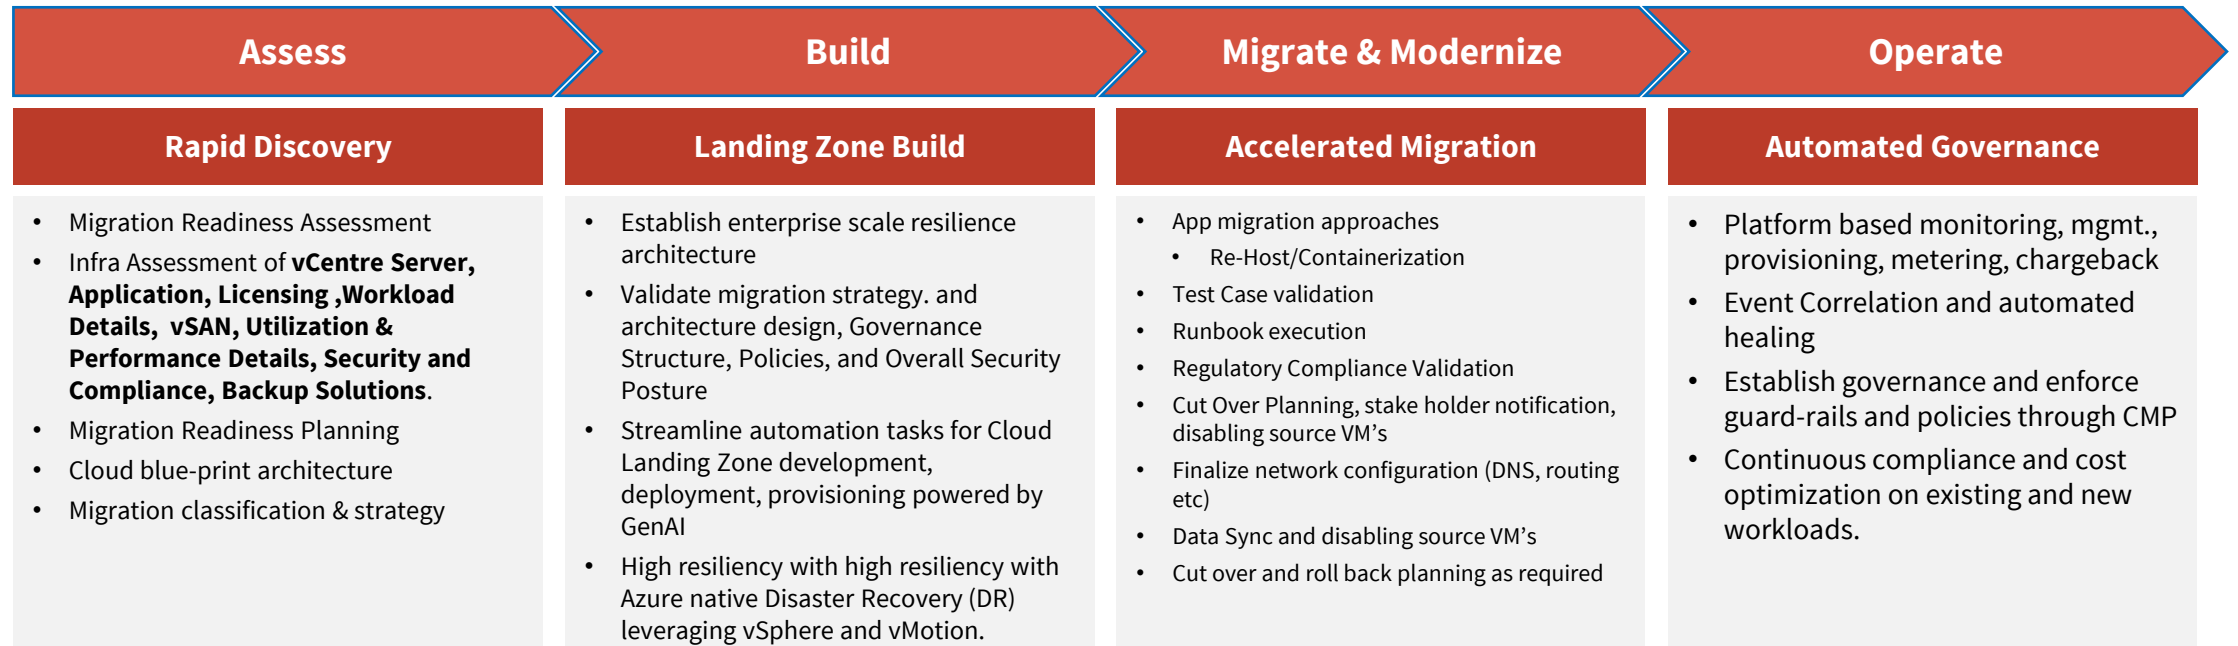 Assess
Build
Migrate & Modernize
Operate
Rapid Discovery
Landing Zone Build
Accelerated Migration
Automated Governance
• Migration Readiness Assessment
• Infra Assessment of vCentre Server,
Application, Licensing ,Workload
Details, vSAN, Utilization &
Performance Details, Security and
Compliance, Backup Solutions.
• Migration Readiness Planning
• Cloud blue-print architecture
• Migration classification & strategy
• Establish enterprise scale resilience
architecture
• Validate migration strategy. and
architecture design, Governance
Structure, Policies, and Overall Security
Posture
• Streamline automation tasks for Cloud
Landing Zone development,
deployment, provisioning powered by
GenAI
• High resiliency with high resiliency with
Azure native Disaster Recovery (DR)
leveraging vSphere and vMotion.
• App migration approaches
• Re-Host/Containerization
• Test Case validation
• Runbook execution
• Regulatory Compliance Validation
• Cut Over Planning, stake holder notification,
disabling source VM’s
• Finalize network configuration (DNS, routing
etc)
• Data Sync and disabling source VM’s
• Cut over and roll back planning as required
• Platform based monitoring, mgmt.,
provisioning, metering, chargeback
• Event Correlation and automated
healing
• Establish governance and enforce
guard-rails and policies through CMP
• Continuous compliance and cost
optimization on existing and new
workloads.